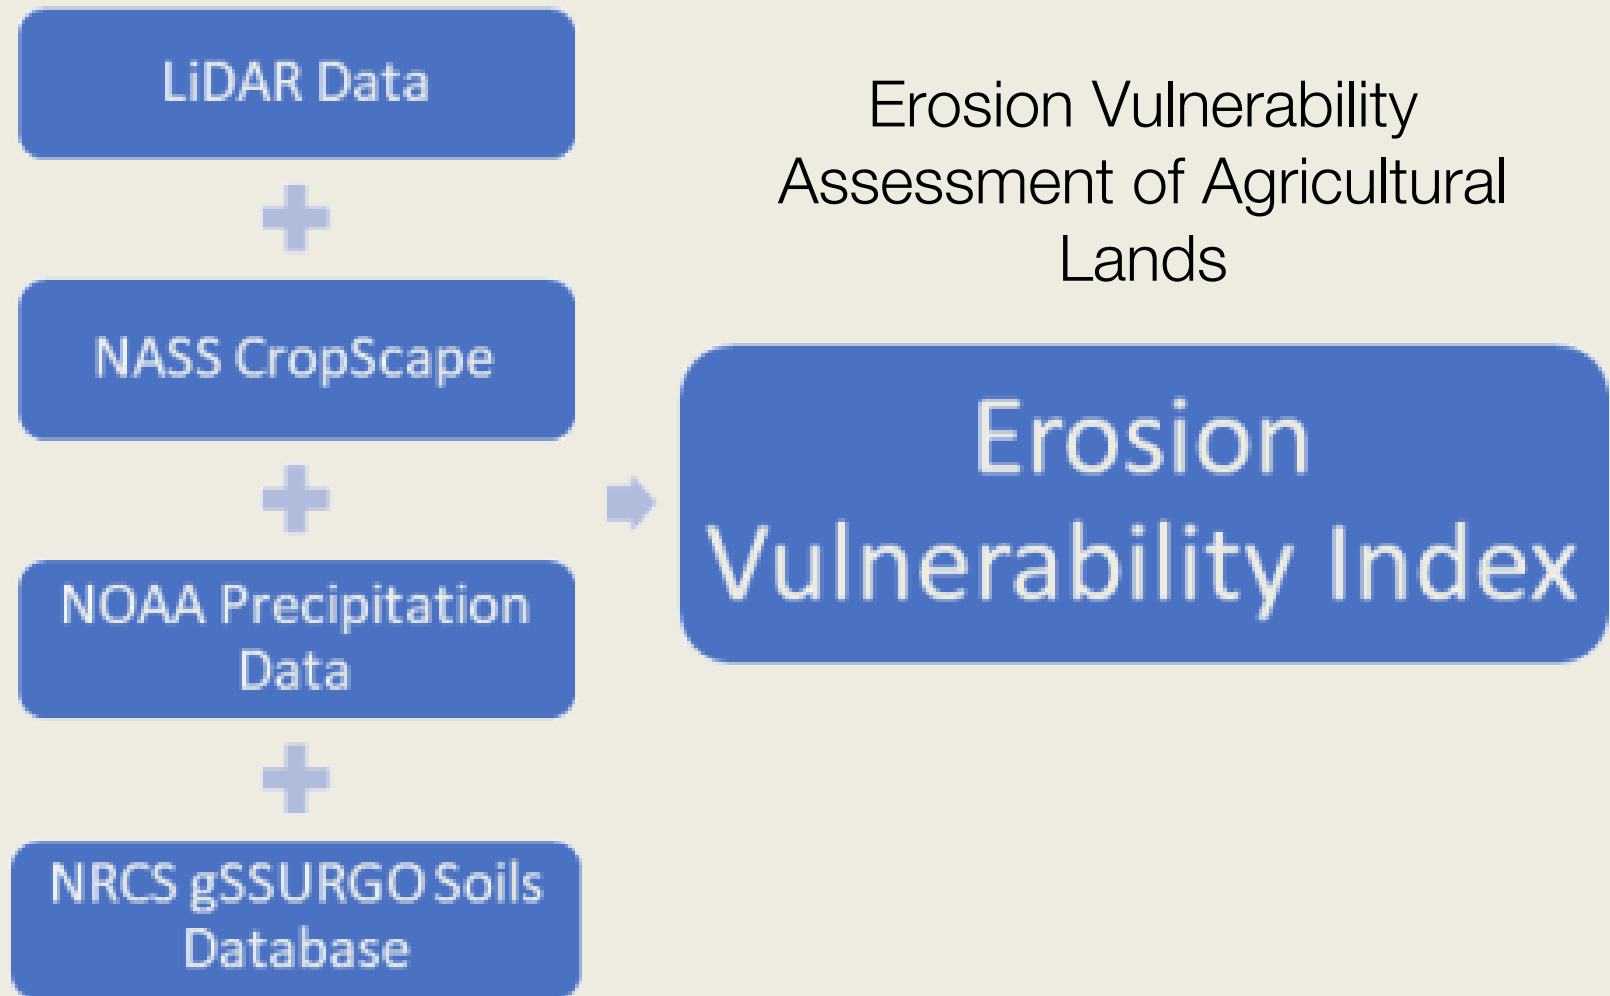 LiDAR Data
NASS CropScape
NOAA Precipitation
Data
NRCS gSSURGO Soils
Database
Erosion Vulnerability
Assessment of Agricultural
Lands
Erosion
Vulnerability Index